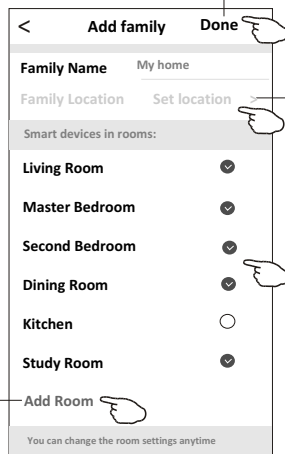 < Add family Done
Family Name My home
Family Location Set location >
Smart devices in rooms:
Living Room
Master Bedroom
Second Bedroom
Dining Room
Kitchen
Study Room
Add Room
You can change the room settings anytime